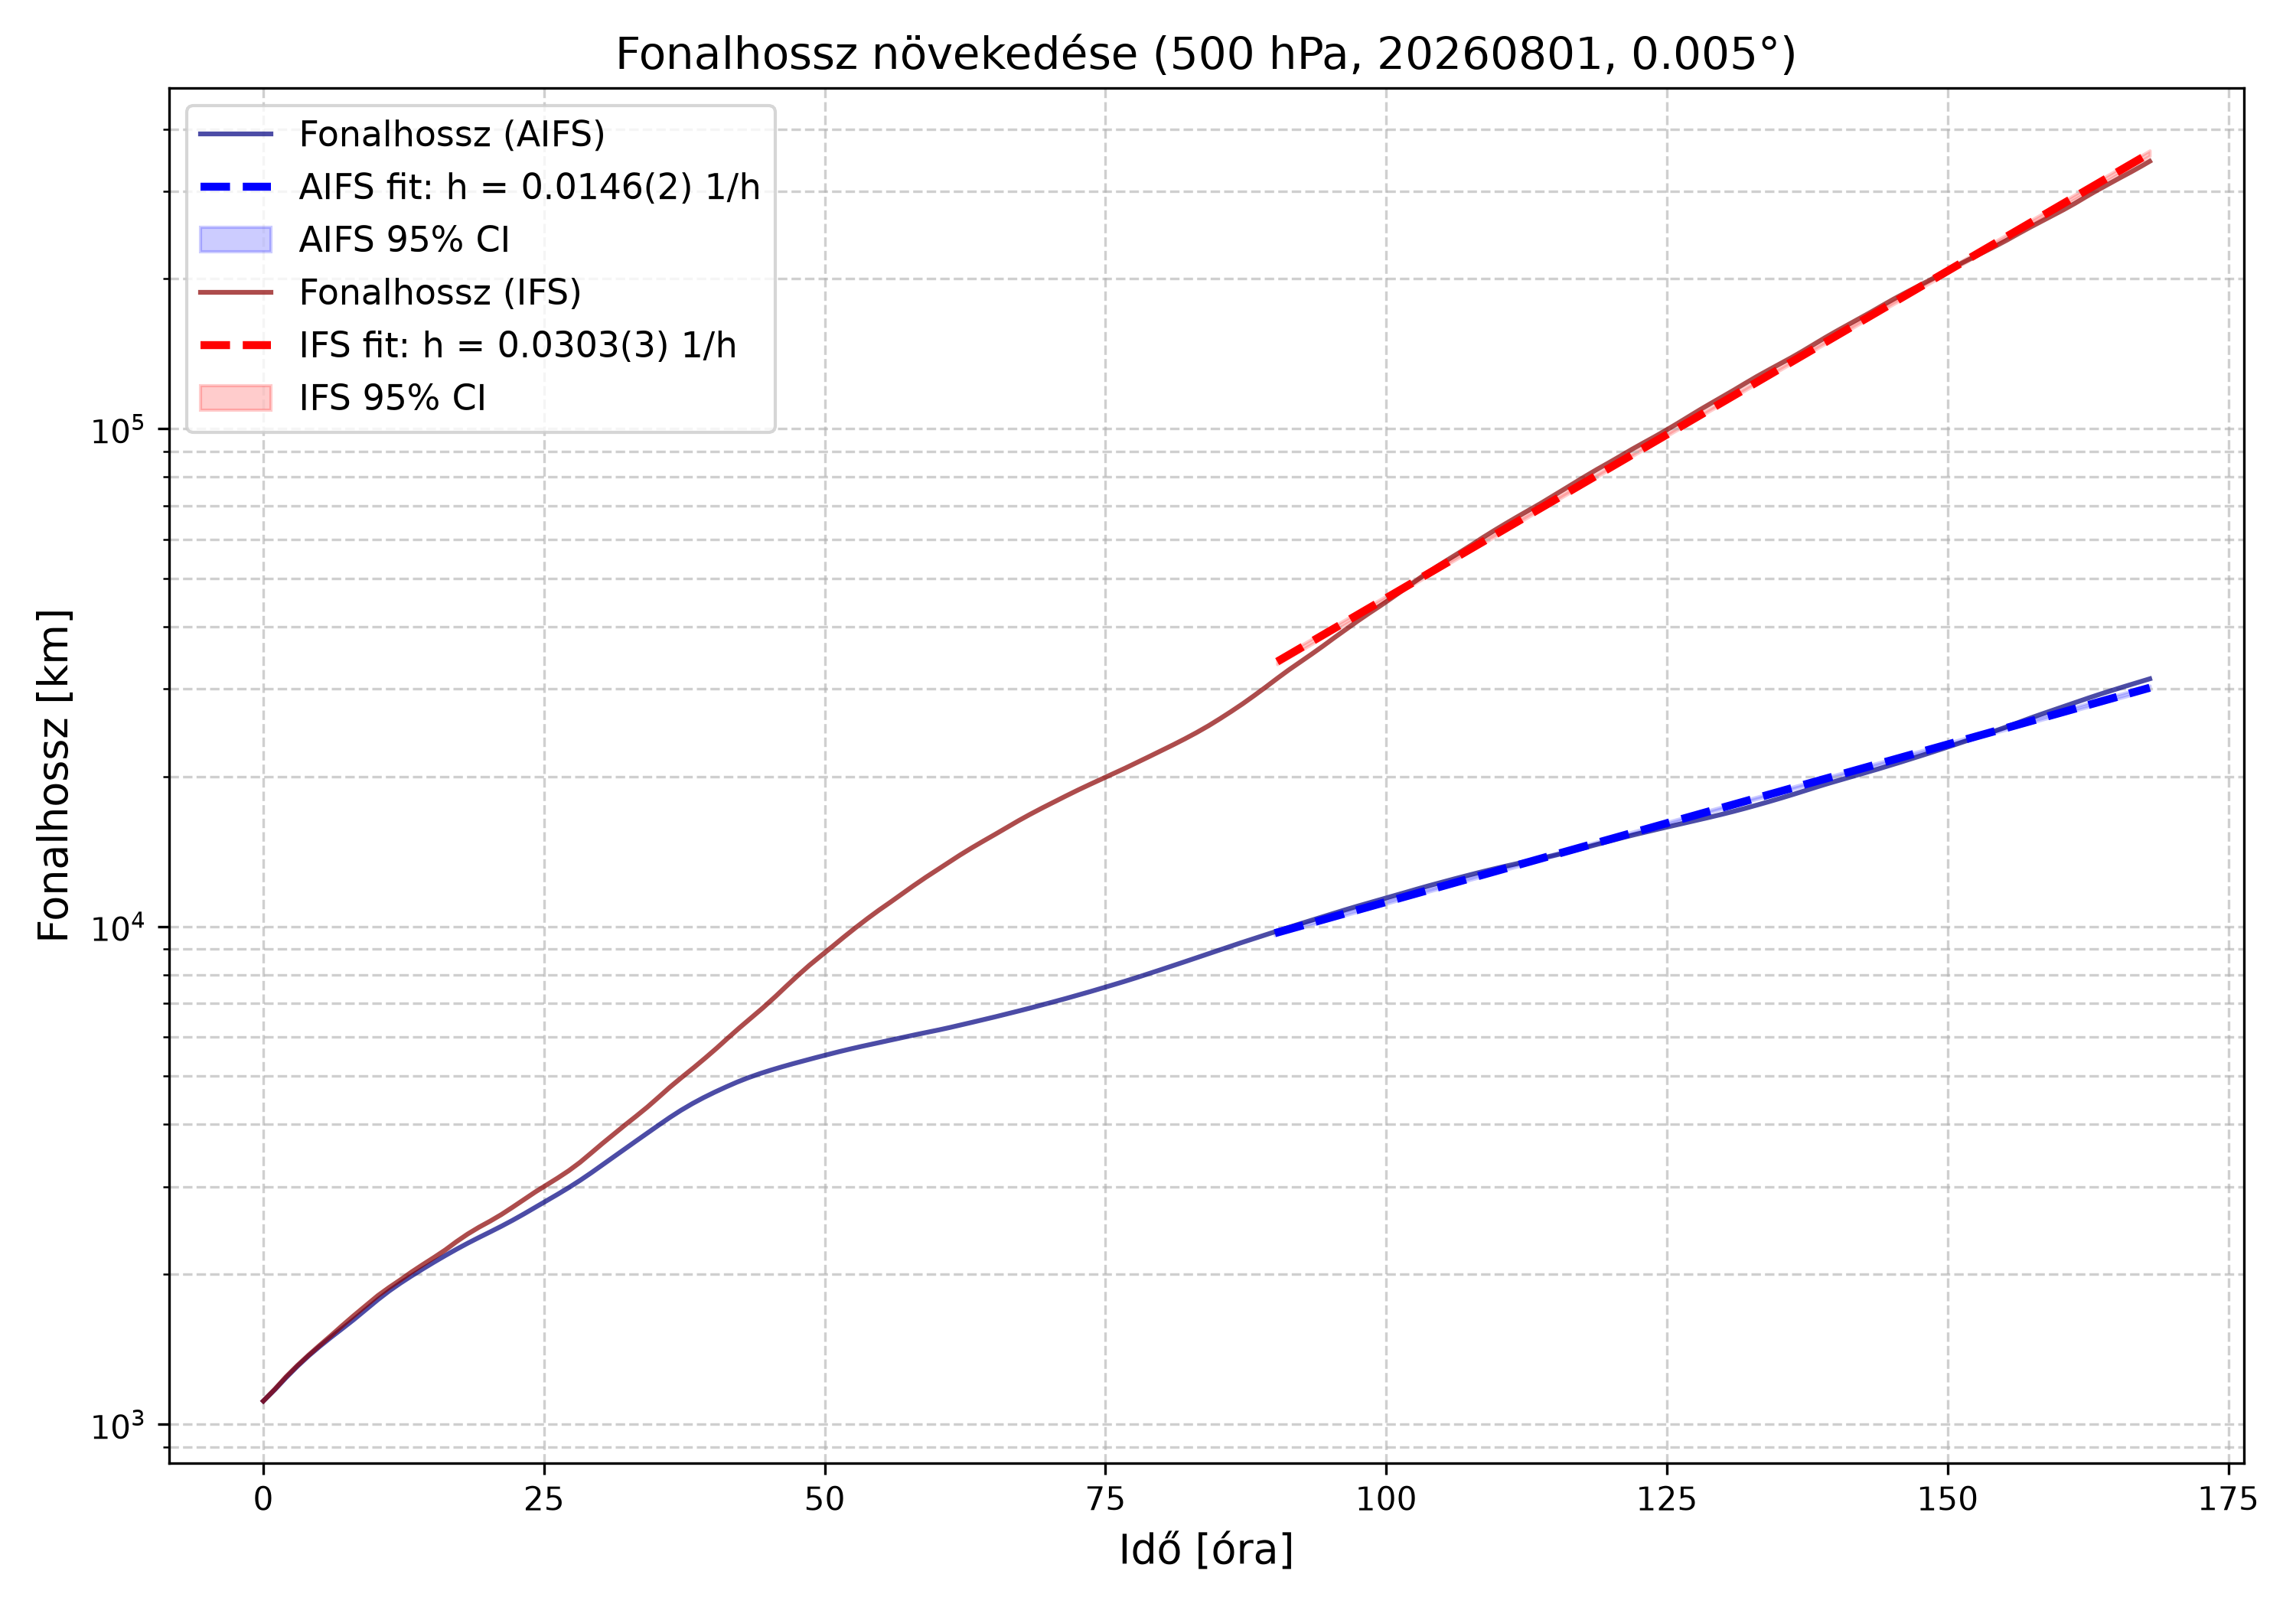 Fonalhossz növekedése (500 hPa, 20260801, 0.005°)
Fonalhossz (AIFS)
AIFS fit: h = 0.0146(2) 1/h
AIFS 95% CI
Fonalhossz (IFS)
IFS fit: h = 0.0303(3) 1/h
IFS 95% CI
Fonalhossz [km]
10⁵
10⁴
10³
0 25 50 75 100 125 150 175
Idő [óra]